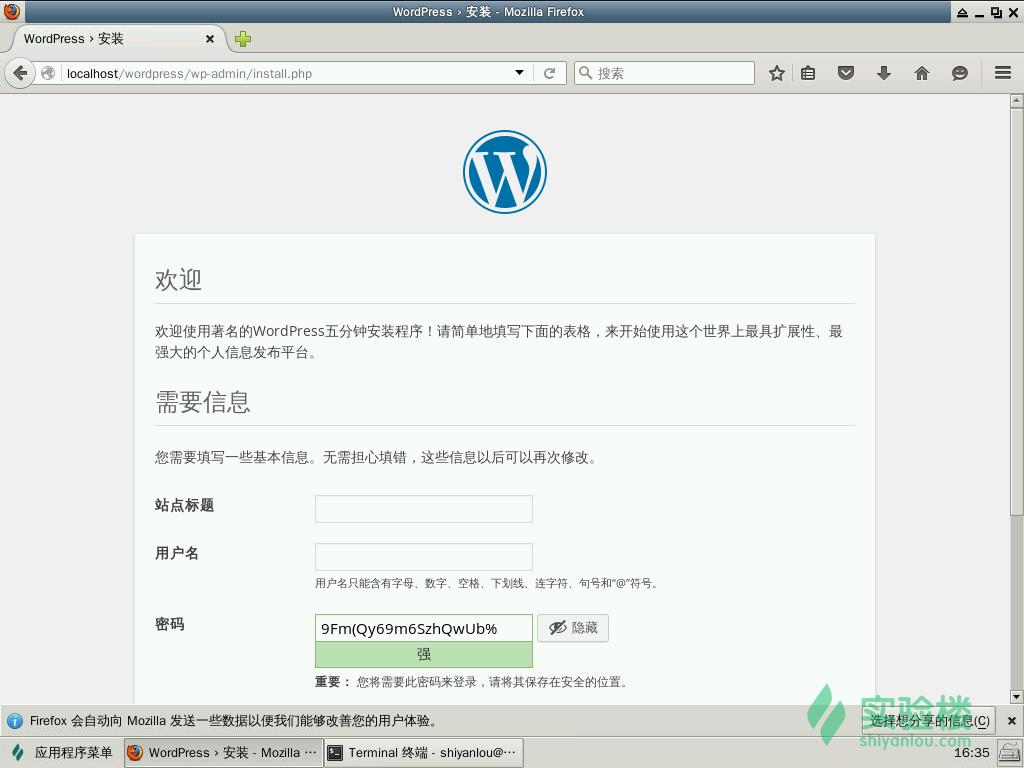 WordPress › 安装 - Mozilla Firefox
WordPress › 安装
localhost/wordpress/wp-admin/install.php
搜索
欢迎
欢迎使用著名的WordPress五分钟安装程序！请简单地填写下面的表格，来开始使用这个世界上最具扩展性、最
强大的个人信息发布平台。
需要信息
您需要填写一些基本信息。无需担心填错，这些信息以后可以再次修改。
站点标题
用户名
用户名只能含有字母、数字、空格、下划线、连字符、句号和“@”符号。
密码
9Fm(Qy69m6SzhQwUb%
隐藏
强
重要： 您将需要此密码来登录，请将其保存在安全的位置。
Firefox 会自动向 Mozilla 发送一些数据以便我们能够改善您的用户体验。
选择想分享的信息(C)
实验楼
shiyanlou.com
应用程序菜单
WordPress › 安装 - Mozilla ···
Terminal 终端 - shiyanlou@···
16:35